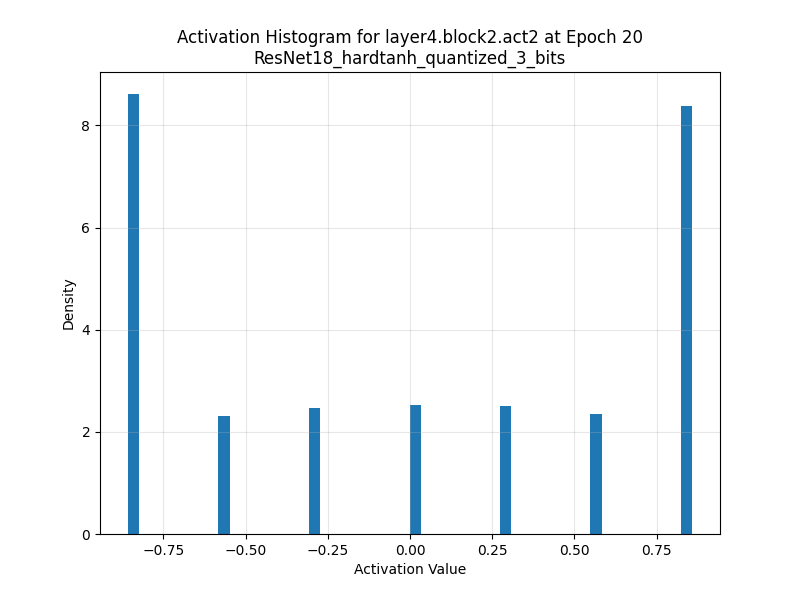 Activation Histogram for layer4.block2.act2 at Epoch 20
ResNet18_hardtanh_quantized_3_bits
Density
8
6
4
2
0
−0.75 −0.50 −0.25 0.00 0.25 0.50 0.75
Activation Value